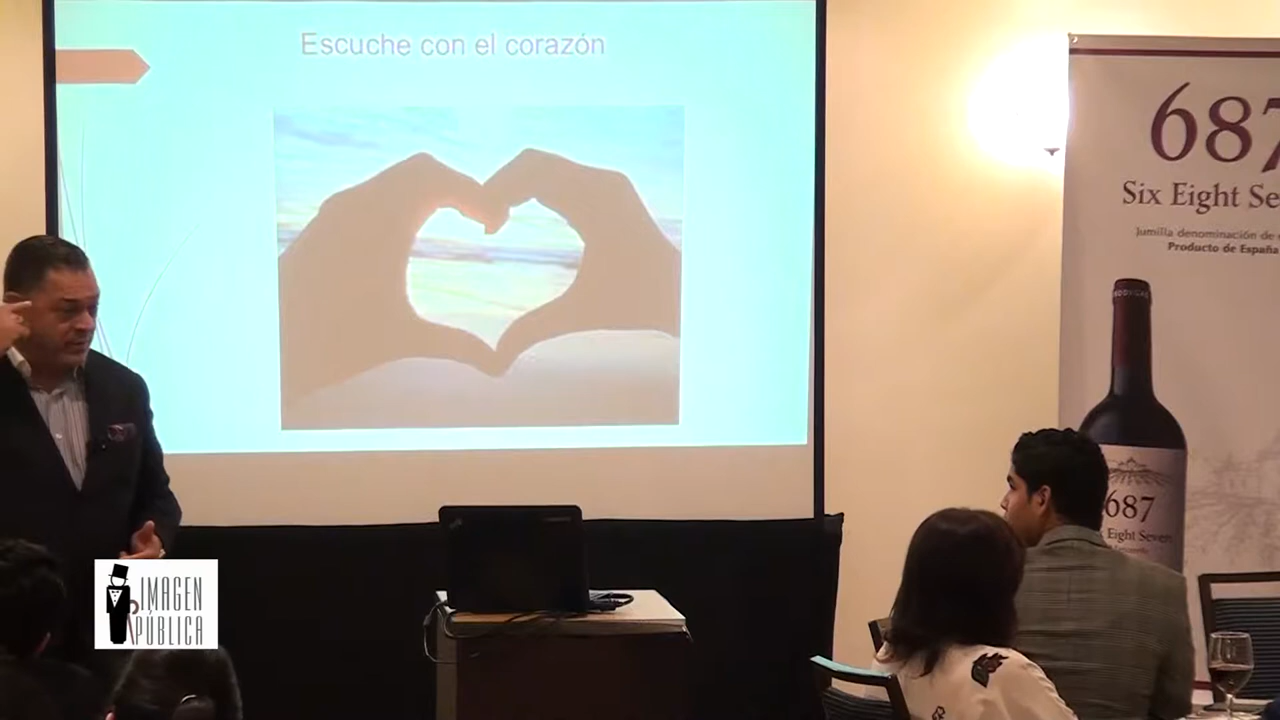 Escuche con el corazón
687
Six Eight Se
Jumilla denominación de
Producto de España
687
Eight Seven
IMAGEN
PÚBLICA